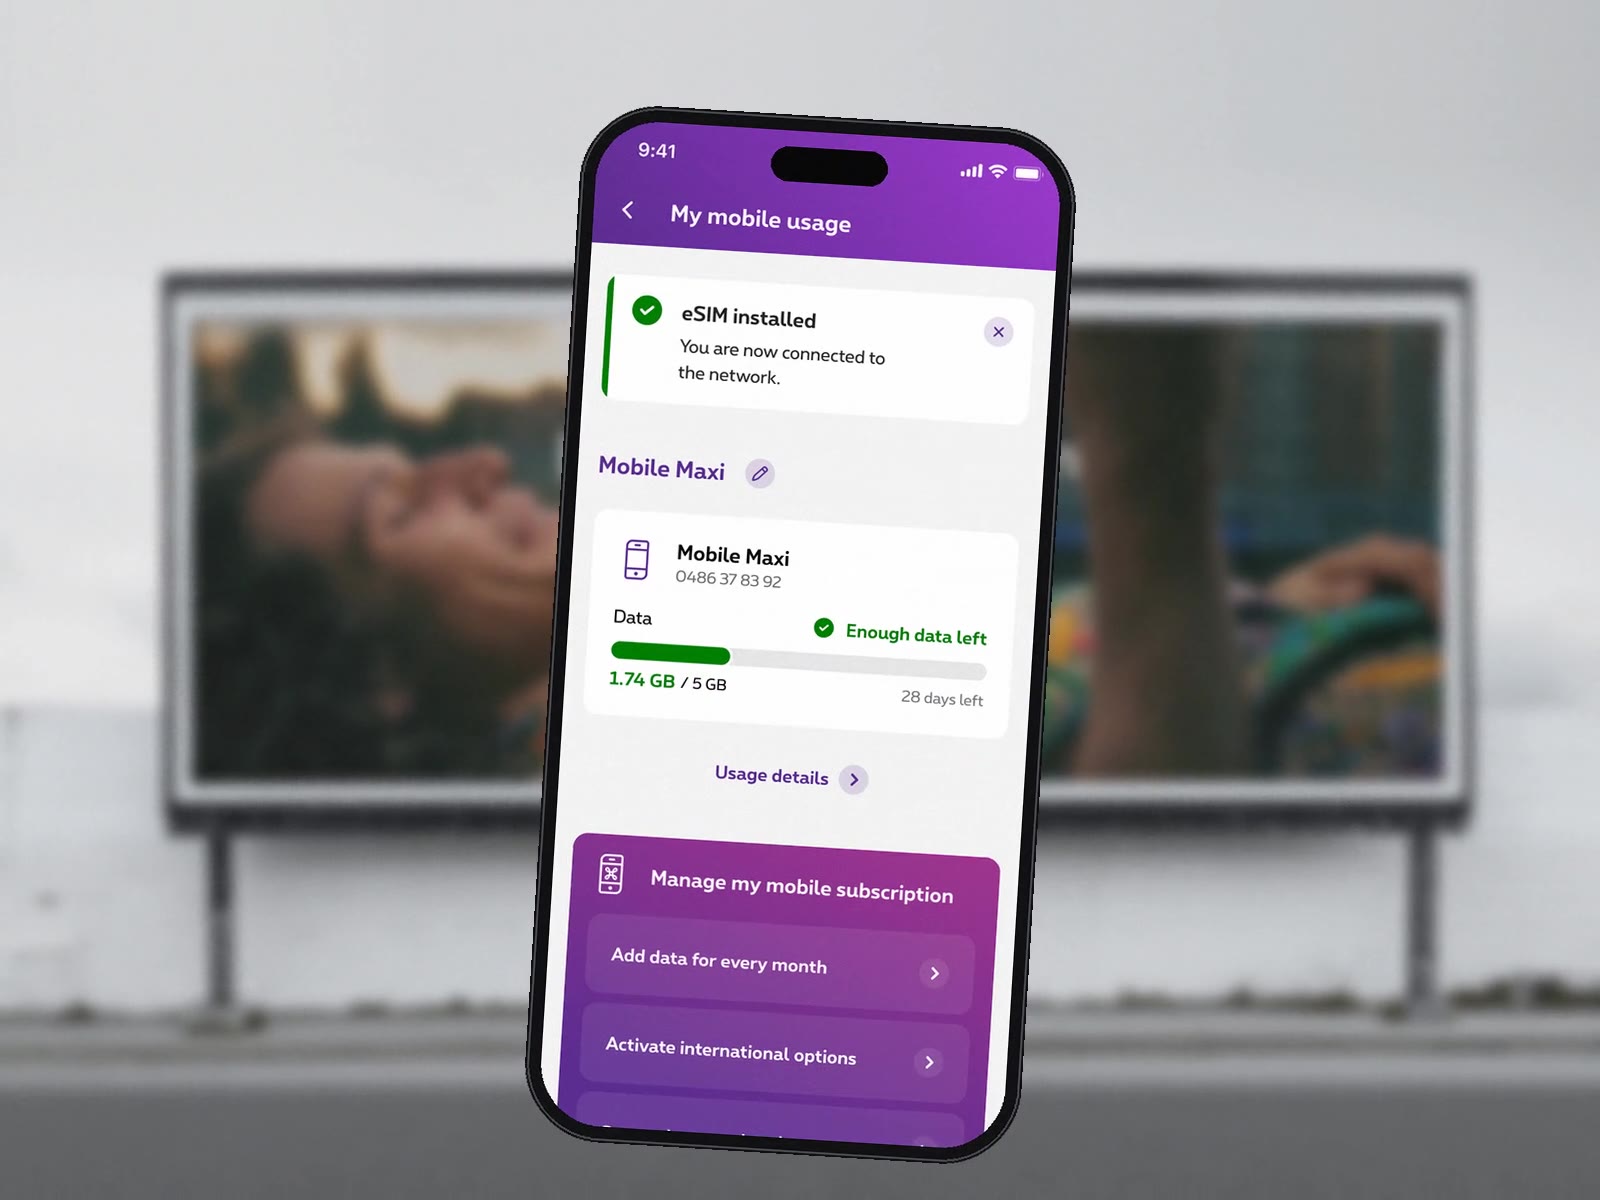 9:41
My mobile usage
eSIM installed
You are now connected to
the network.
Mobile Maxi
Mobile Maxi
0486 37 83 92
Data
Enough data left
1.74 GB / 5 GB
28 days left
Usage details
Manage my mobile subscription
Add data for every month
Activate international options